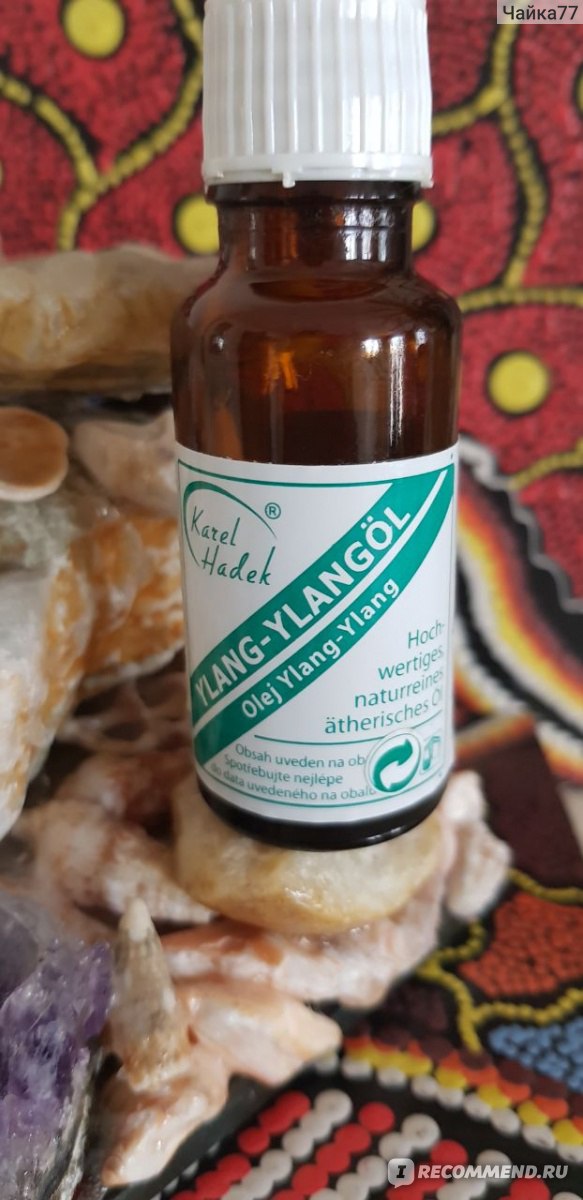 Чайка77
Karel
Hadek
®
YLANG-YLANGÖL
Olej Ylang-Ylang
Hoch-
wertiges
naturreines
ätherisches Öl
Obsah uveden na ob
Spotřebujte nejlépe
do data uvedeného na obalu
I RECOMMEND.RU